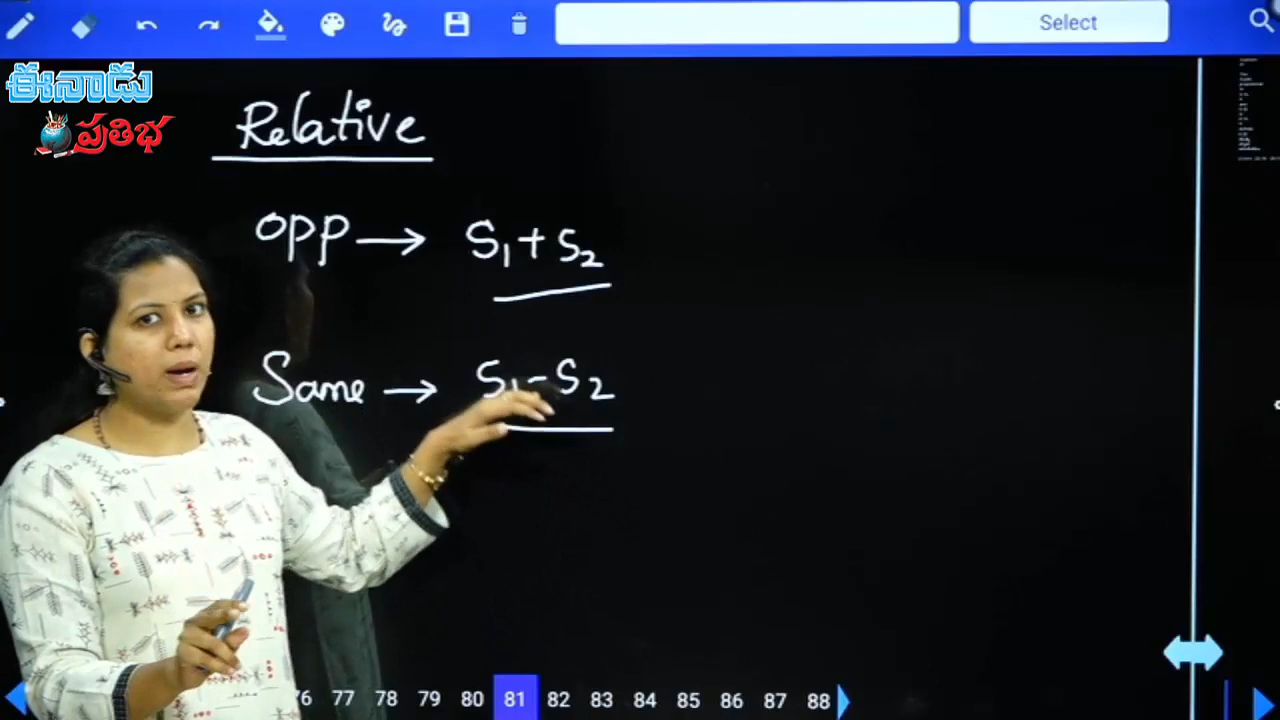 Select
ఈనాడు
ప్రతిభ
Relative
opp → S₁ + S₂
Same → S₁ - S₂
77 78 79 80 81 82 83 84 85 86 87 88